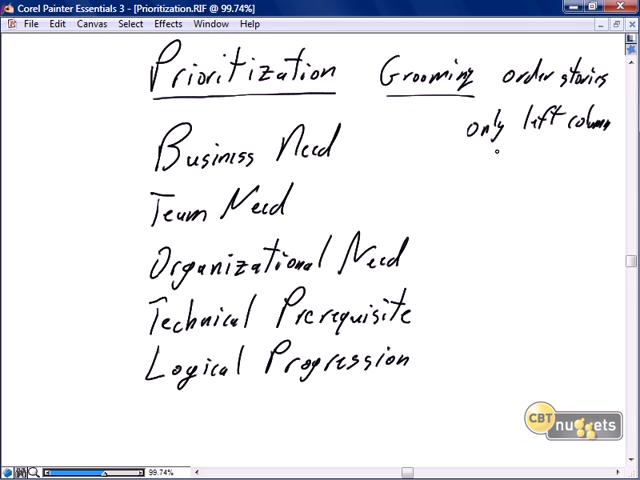 Corel Painter Essentials 3 - [Prioritization.RIF @ 99.74%]
File Edit Canvas Select Effects Window Help
Prioritization Grooming order stories
only left column
Business Need
Team Need
Organizational Need
Technical Prerequisite
Logical Progression
CBT nuggets
99.74%